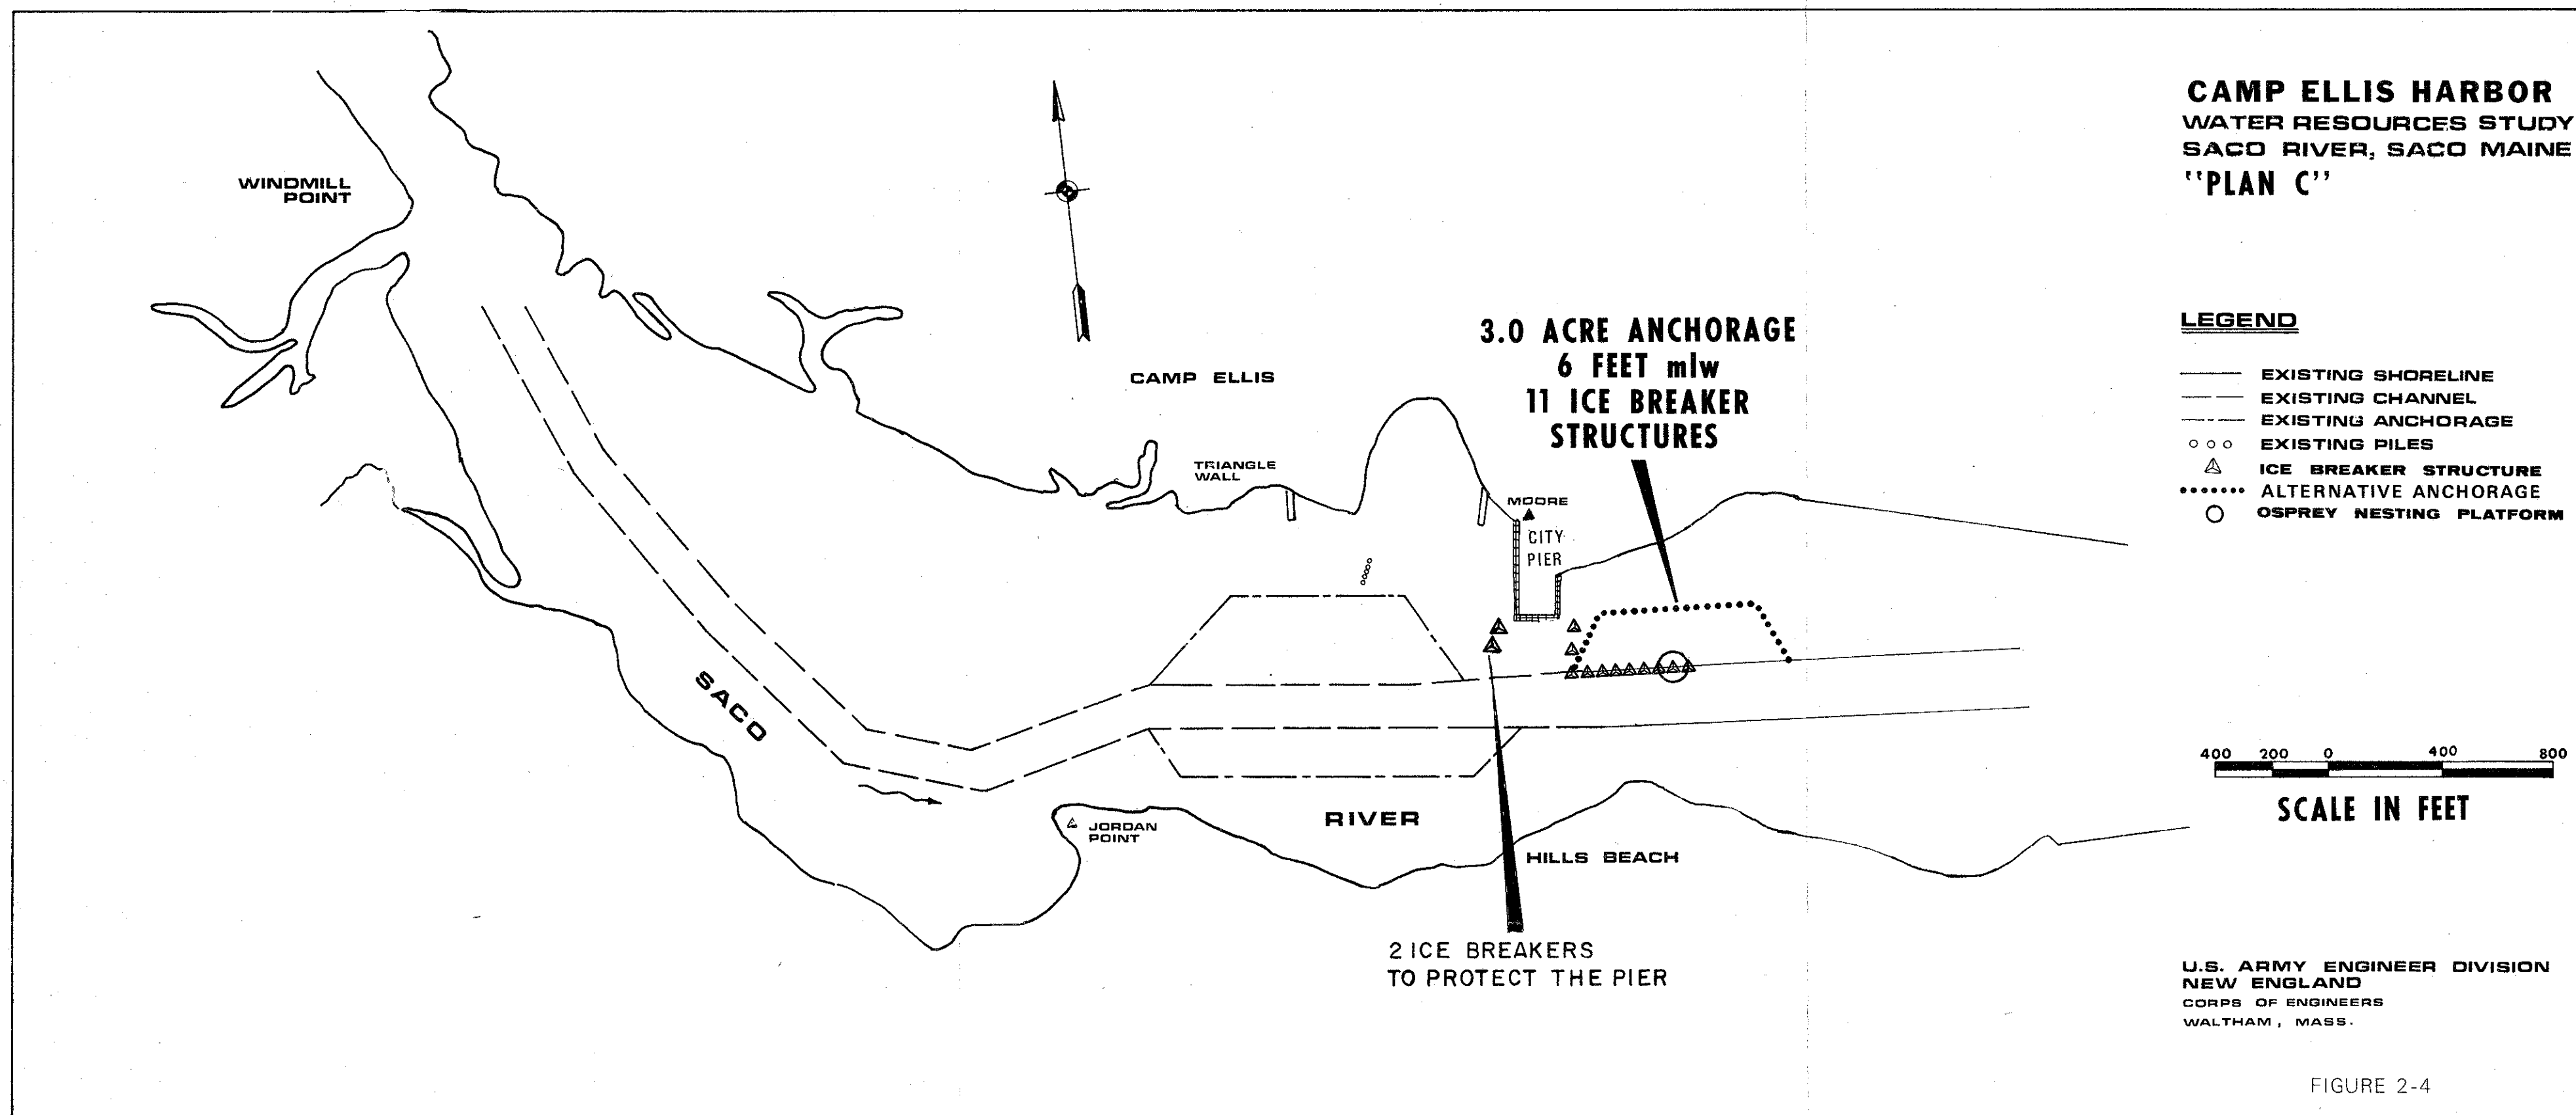 CAMP ELLIS HARBOR
WATER RESOURCES STUDY
SACO RIVER, SACO MAINE
"PLAN C"
WINDMILL
POINT
3.0 ACRE ANCHORAGE
6 FEET mlw
11 ICE BREAKER
STRUCTURES
CAMP ELLIS
TRIANGLE
WALL
MOORE
CITY
PIER
LEGEND
EXISTING SHORELINE
EXISTING CHANNEL
EXISTING ANCHORAGE
EXISTING PILES
ICE BREAKER STRUCTURE
ALTERNATIVE ANCHORAGE
OSPREY NESTING PLATFORM
SACO
RIVER
JORDAN
POINT
HILLS BEACH
2 ICE BREAKERS
TO PROTECT THE PIER
400 200 0 400 800
SCALE IN FEET
U.S. ARMY ENGINEER DIVISION
NEW ENGLAND
CORPS OF ENGINEERS
WALTHAM, MASS.
FIGURE 2-4